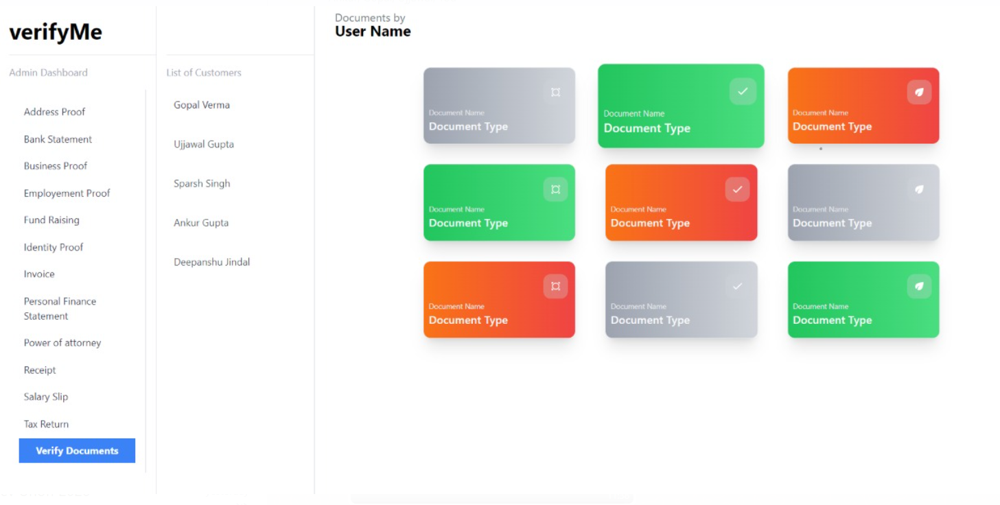 verifyMe
Admin Dashboard
Address Proof
Bank Statement
Business Proof
Employement Proof
Fund Raising
Identity Proof
Invoice
Personal Finance
Statement
Power of attorney
Receipt
Salary Slip
Tax Return
Verify Documents
List of Customers
Gopal Verma
Ujjawal Gupta
Sparsh Singh
Ankur Gupta
Deepanshu Jindal
Documents by
User Name
Document Name
Document Type
Document Name
Document Type
Document Name
Document Type
Document Name
Document Type
Document Name
Document Type
Document Name
Document Type
Document Name
Document Type
Document Name
Document Type
Document Name
Document Type